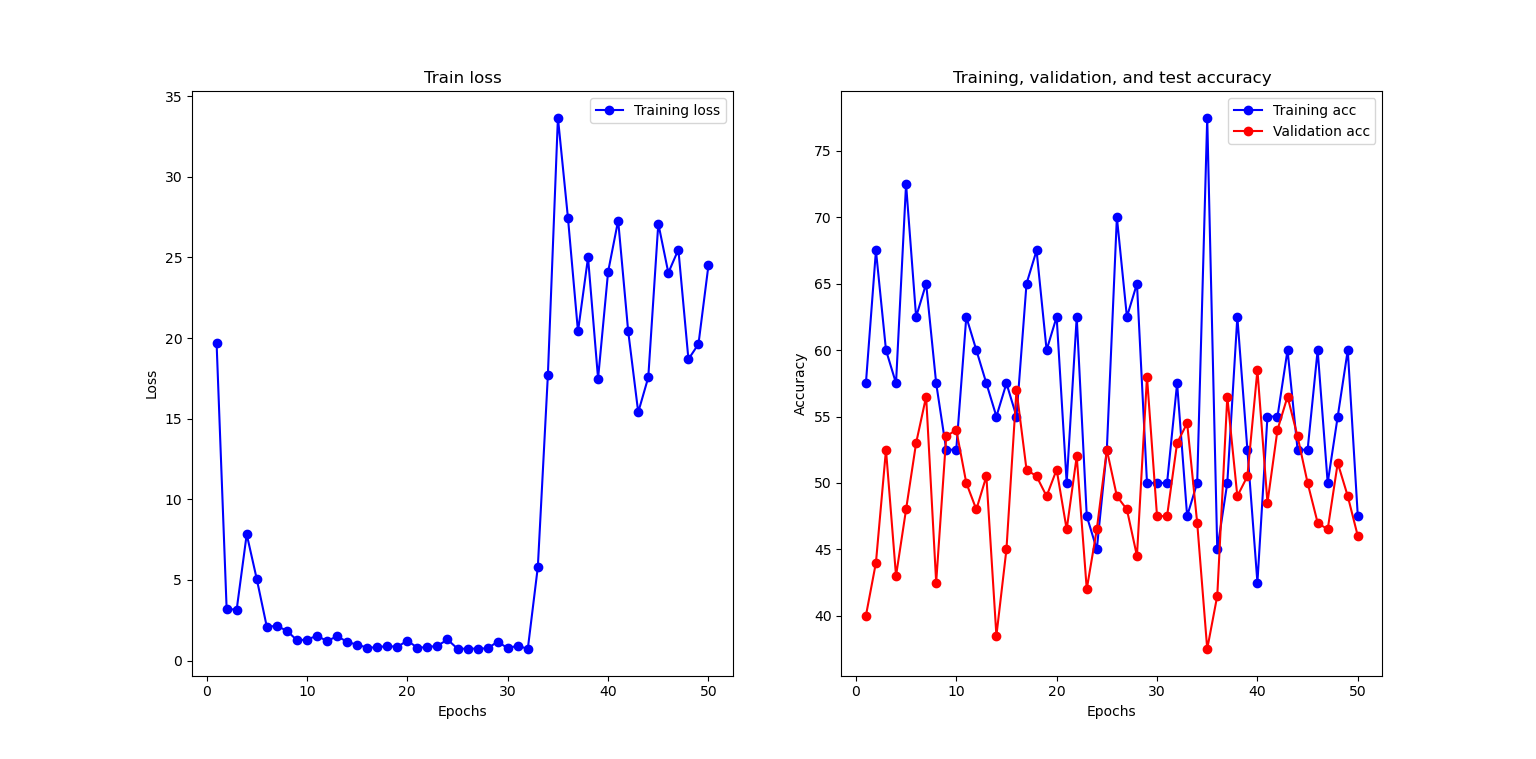 Train loss
Training loss
35
30
25
20
15
10
5
0
Loss
0 10 20 30 40 50
Epochs
Training, validation, and test accuracy
Training acc
Validation acc
75
70
65
60
55
50
45
40
Accuracy
0 10 20 30 40 50
Epochs